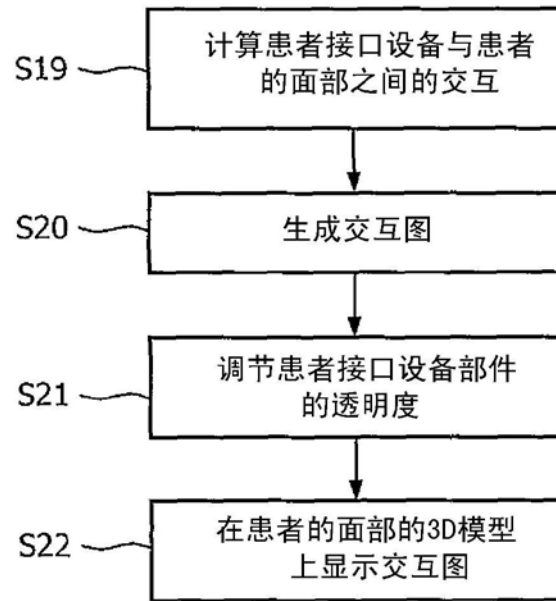 S19
计算患者接口设备与患者
的面部之间的交互
S20
生成交互图
S21
调节患者接口设备部件
的透明度
S22
在患者的面部的3D模型
上显示交互图